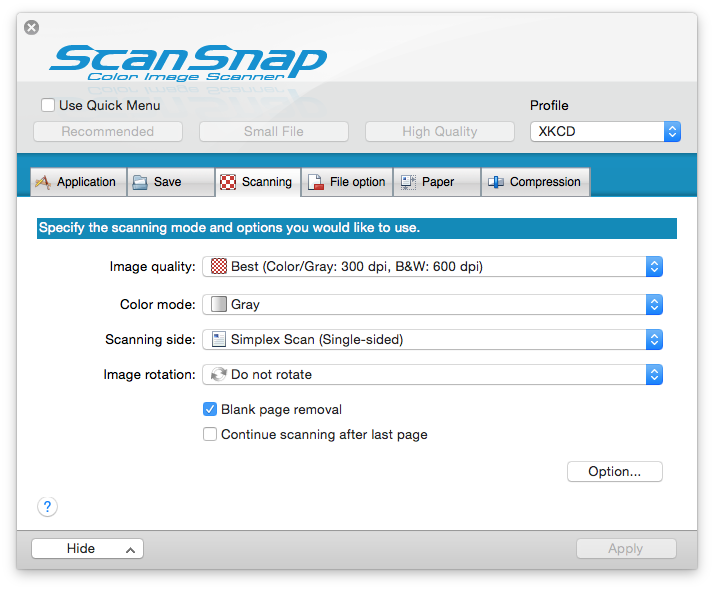 ScanSnap
Color Image Scanner
Use Quick Menu
Profile
Recommended
Small File
High Quality
XKCD
Application
Save
Scanning
File option
Paper
Compression
Specify the scanning mode and options you would like to use.
Image quality: Best (Color/Gray: 300 dpi, B&W: 600 dpi)
Color mode: Gray
Scanning side: Simplex Scan (Single-sided)
Image rotation: Do not rotate
Blank page removal
Continue scanning after last page
Option...
?
Hide
Apply